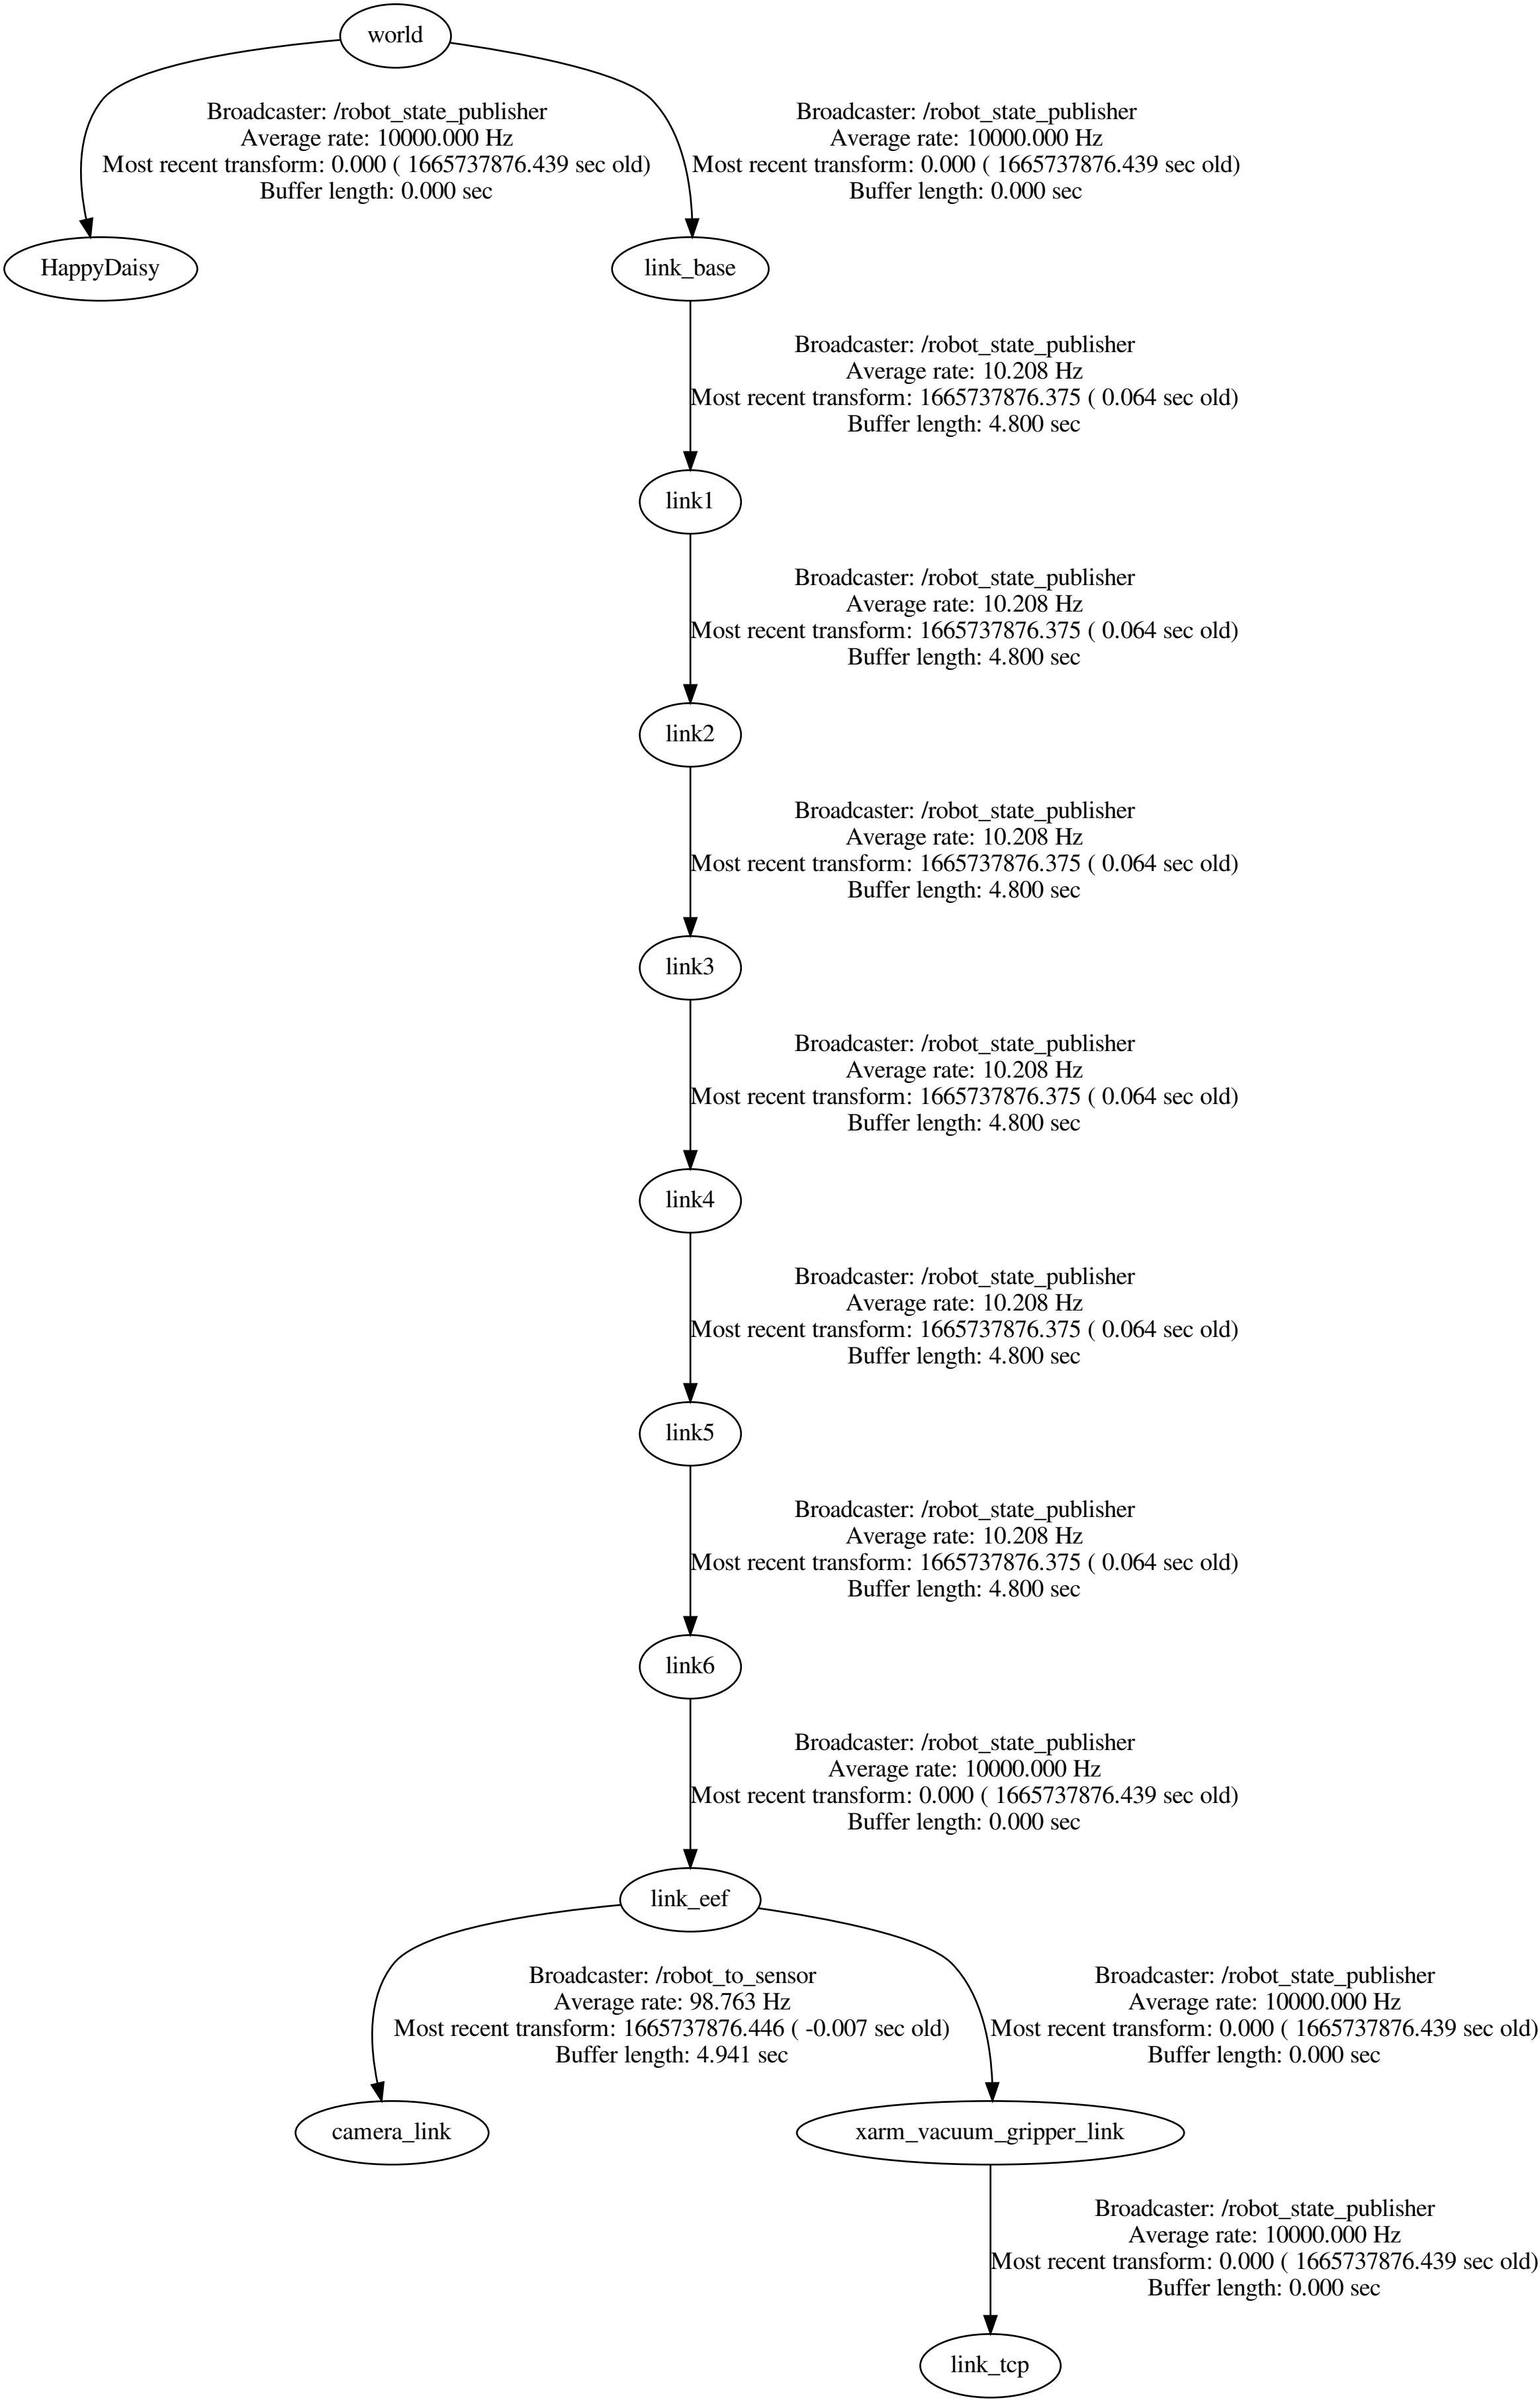 world
Broadcaster: /robot_state_publisher
Average rate: 10000.000 Hz
Most recent transform: 0.000 ( 1665737876.439 sec old)
Buffer length: 0.000 sec
Broadcaster: /robot_state_publisher
Average rate: 10000.000 Hz
Most recent transform: 0.000 ( 1665737876.439 sec old)
Buffer length: 0.000 sec
HappyDaisy
link_base
Broadcaster: /robot_state_publisher
Average rate: 10.208 Hz
Most recent transform: 1665737876.375 ( 0.064 sec old)
Buffer length: 4.800 sec
link1
Broadcaster: /robot_state_publisher
Average rate: 10.208 Hz
Most recent transform: 1665737876.375 ( 0.064 sec old)
Buffer length: 4.800 sec
link2
Broadcaster: /robot_state_publisher
Average rate: 10.208 Hz
Most recent transform: 1665737876.375 ( 0.064 sec old)
Buffer length: 4.800 sec
link3
Broadcaster: /robot_state_publisher
Average rate: 10.208 Hz
Most recent transform: 1665737876.375 ( 0.064 sec old)
Buffer length: 4.800 sec
link4
Broadcaster: /robot_state_publisher
Average rate: 10.208 Hz
Most recent transform: 1665737876.375 ( 0.064 sec old)
Buffer length: 4.800 sec
link5
Broadcaster: /robot_state_publisher
Average rate: 10.208 Hz
Most recent transform: 1665737876.375 ( 0.064 sec old)
Buffer length: 4.800 sec
link6
Broadcaster: /robot_state_publisher
Average rate: 10000.000 Hz
Most recent transform: 0.000 ( 1665737876.439 sec old)
Buffer length: 0.000 sec
link_eef
Broadcaster: /robot_to_sensor
Average rate: 98.763 Hz
Most recent transform: 1665737876.446 ( -0.007 sec old)
Buffer length: 4.941 sec
Broadcaster: /robot_state_publisher
Average rate: 10000.000 Hz
Most recent transform: 0.000 ( 1665737876.439 sec old)
Buffer length: 0.000 sec
camera_link
xarm_vacuum_gripper_link
Broadcaster: /robot_state_publisher
Average rate: 10000.000 Hz
Most recent transform: 0.000 ( 1665737876.439 sec old)
Buffer length: 0.000 sec
link_tcp